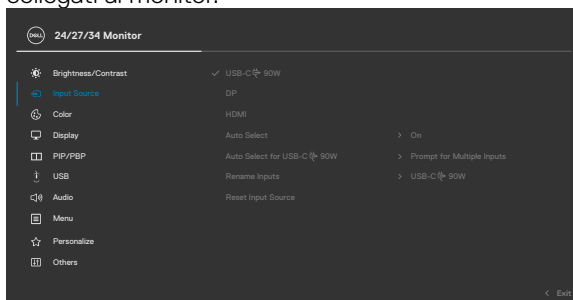 collegati al monitor.
DELL 24/27/34 Monitor
Brightness/Contrast ✓ USB-C 90W
Input Source DP
Color HDMI
Display Auto Select > On
PIP/PBP Auto Select for USB-C 90W > Prompt for Multiple Inputs
USB Rename Inputs > USB-C 90W
Audio Reset Input Source
Menu
Personalize
Others
< Exit